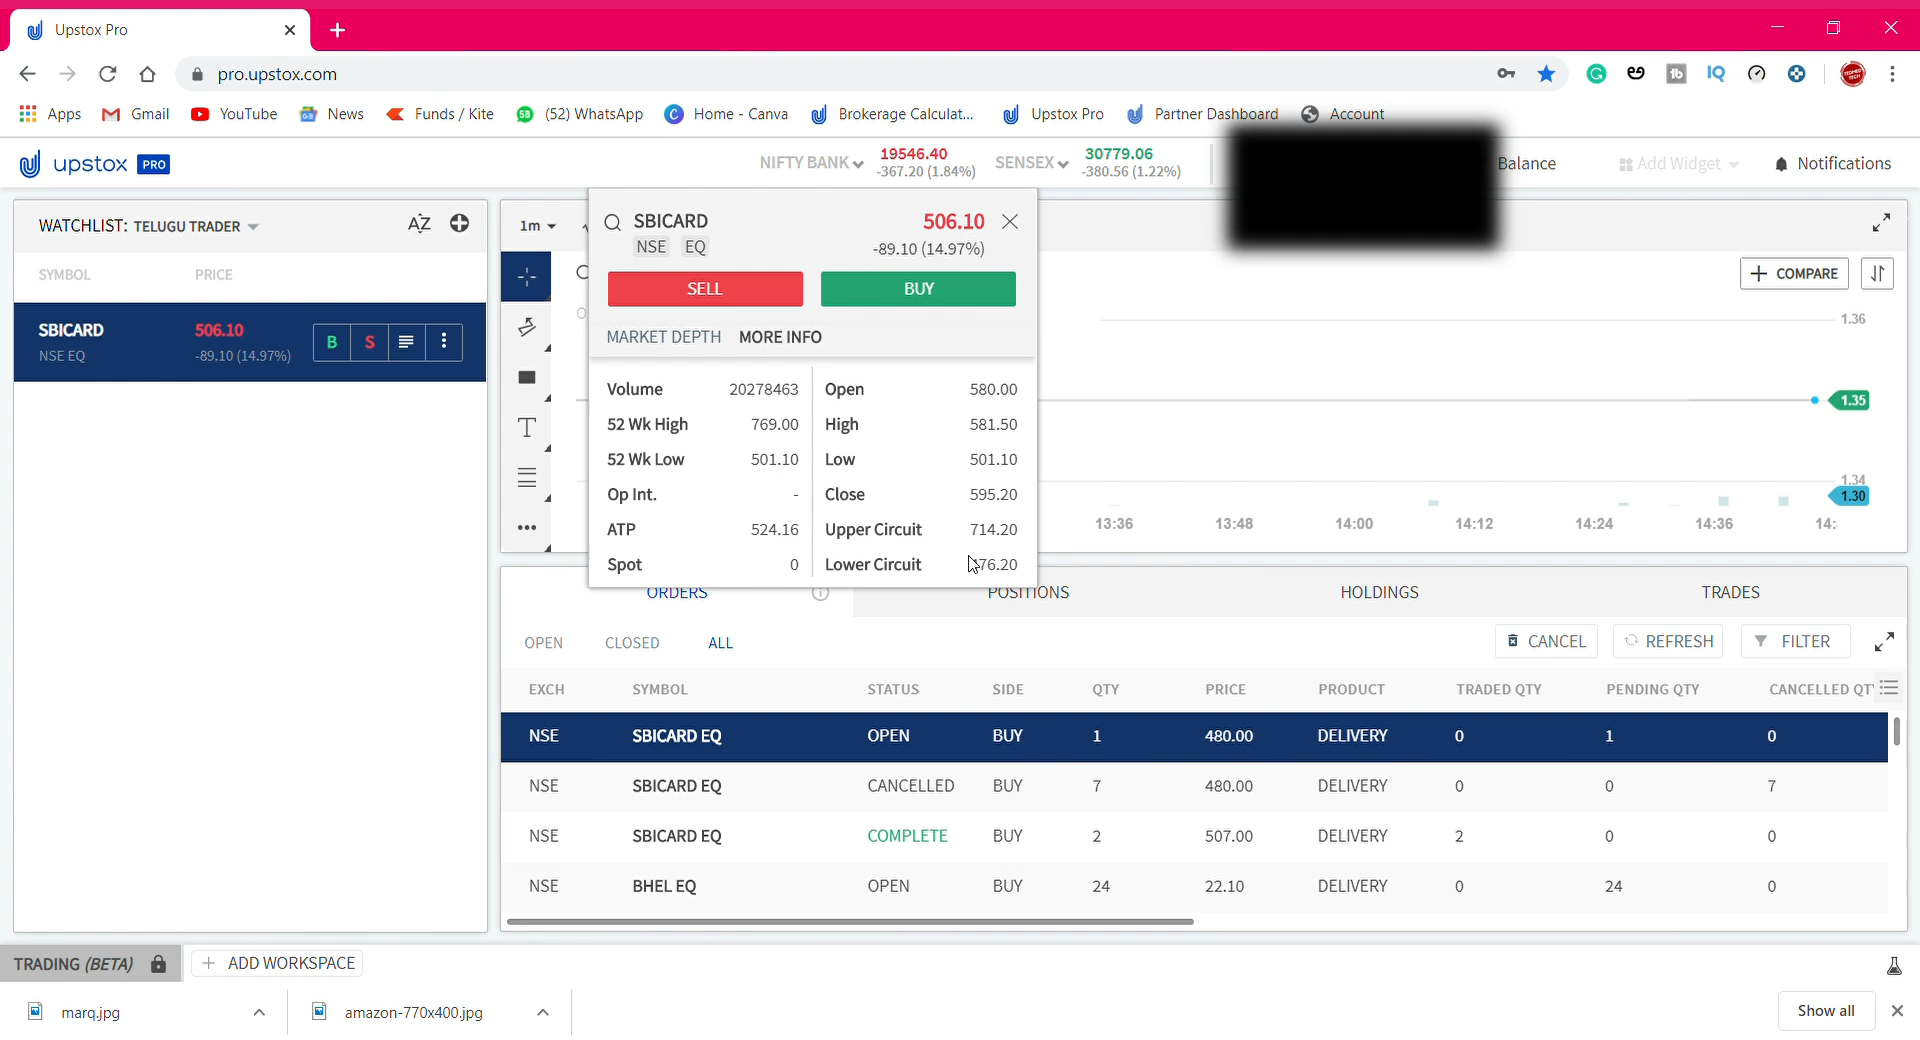 Upstox Pro
pro.upstox.com
Apps Gmail YouTube News Funds / Kite (52) WhatsApp Home - Canva Brokerage Calculat... Upstox Pro Partner Dashboard Account
upstox PRO
NIFTY BANK 19546.40 -367.20 (1.84%) SENSEX 30779.06 -380.56 (1.22%)
Balance Add Widget Notifications
WATCHLIST: TELUGU TRADER AZ
SYMBOL PRICE
SBICARD 506.10 B S
NSE EQ -89.10 (14.97%)
1m
SBICARD 506.10
NSE EQ -89.10 (14.97%)
SELL BUY
MARKET DEPTH MORE INFO
Volume 20278463 Open 580.00
52 Wk High 769.00 High 581.50
52 Wk Low 501.10 Low 501.10
Op Int. - Close 595.20
ATP 524.16 Upper Circuit 714.20
Spot 0 Lower Circuit 76.20
COMPARE
1.36
1.35
1.34
1.30
13:36 13:48 14:00 14:12 14:24 14:36 14:
ORDERS POSITIONS HOLDINGS TRADES
OPEN CLOSED ALL CANCEL REFRESH FILTER
EXCH SYMBOL STATUS SIDE QTY PRICE PRODUCT TRADED QTY PENDING QTY CANCELLED QT
NSE SBICARD EQ OPEN BUY 1 480.00 DELIVERY 0 1 0
NSE SBICARD EQ CANCELLED BUY 7 480.00 DELIVERY 0 0 7
NSE SBICARD EQ COMPLETE BUY 2 507.00 DELIVERY 2 0 0
NSE BHEL EQ OPEN BUY 24 22.10 DELIVERY 0 24 0
TRADING (BETA) ADD WORKSPACE
marq.jpg amazon-770x400.jpg Show all